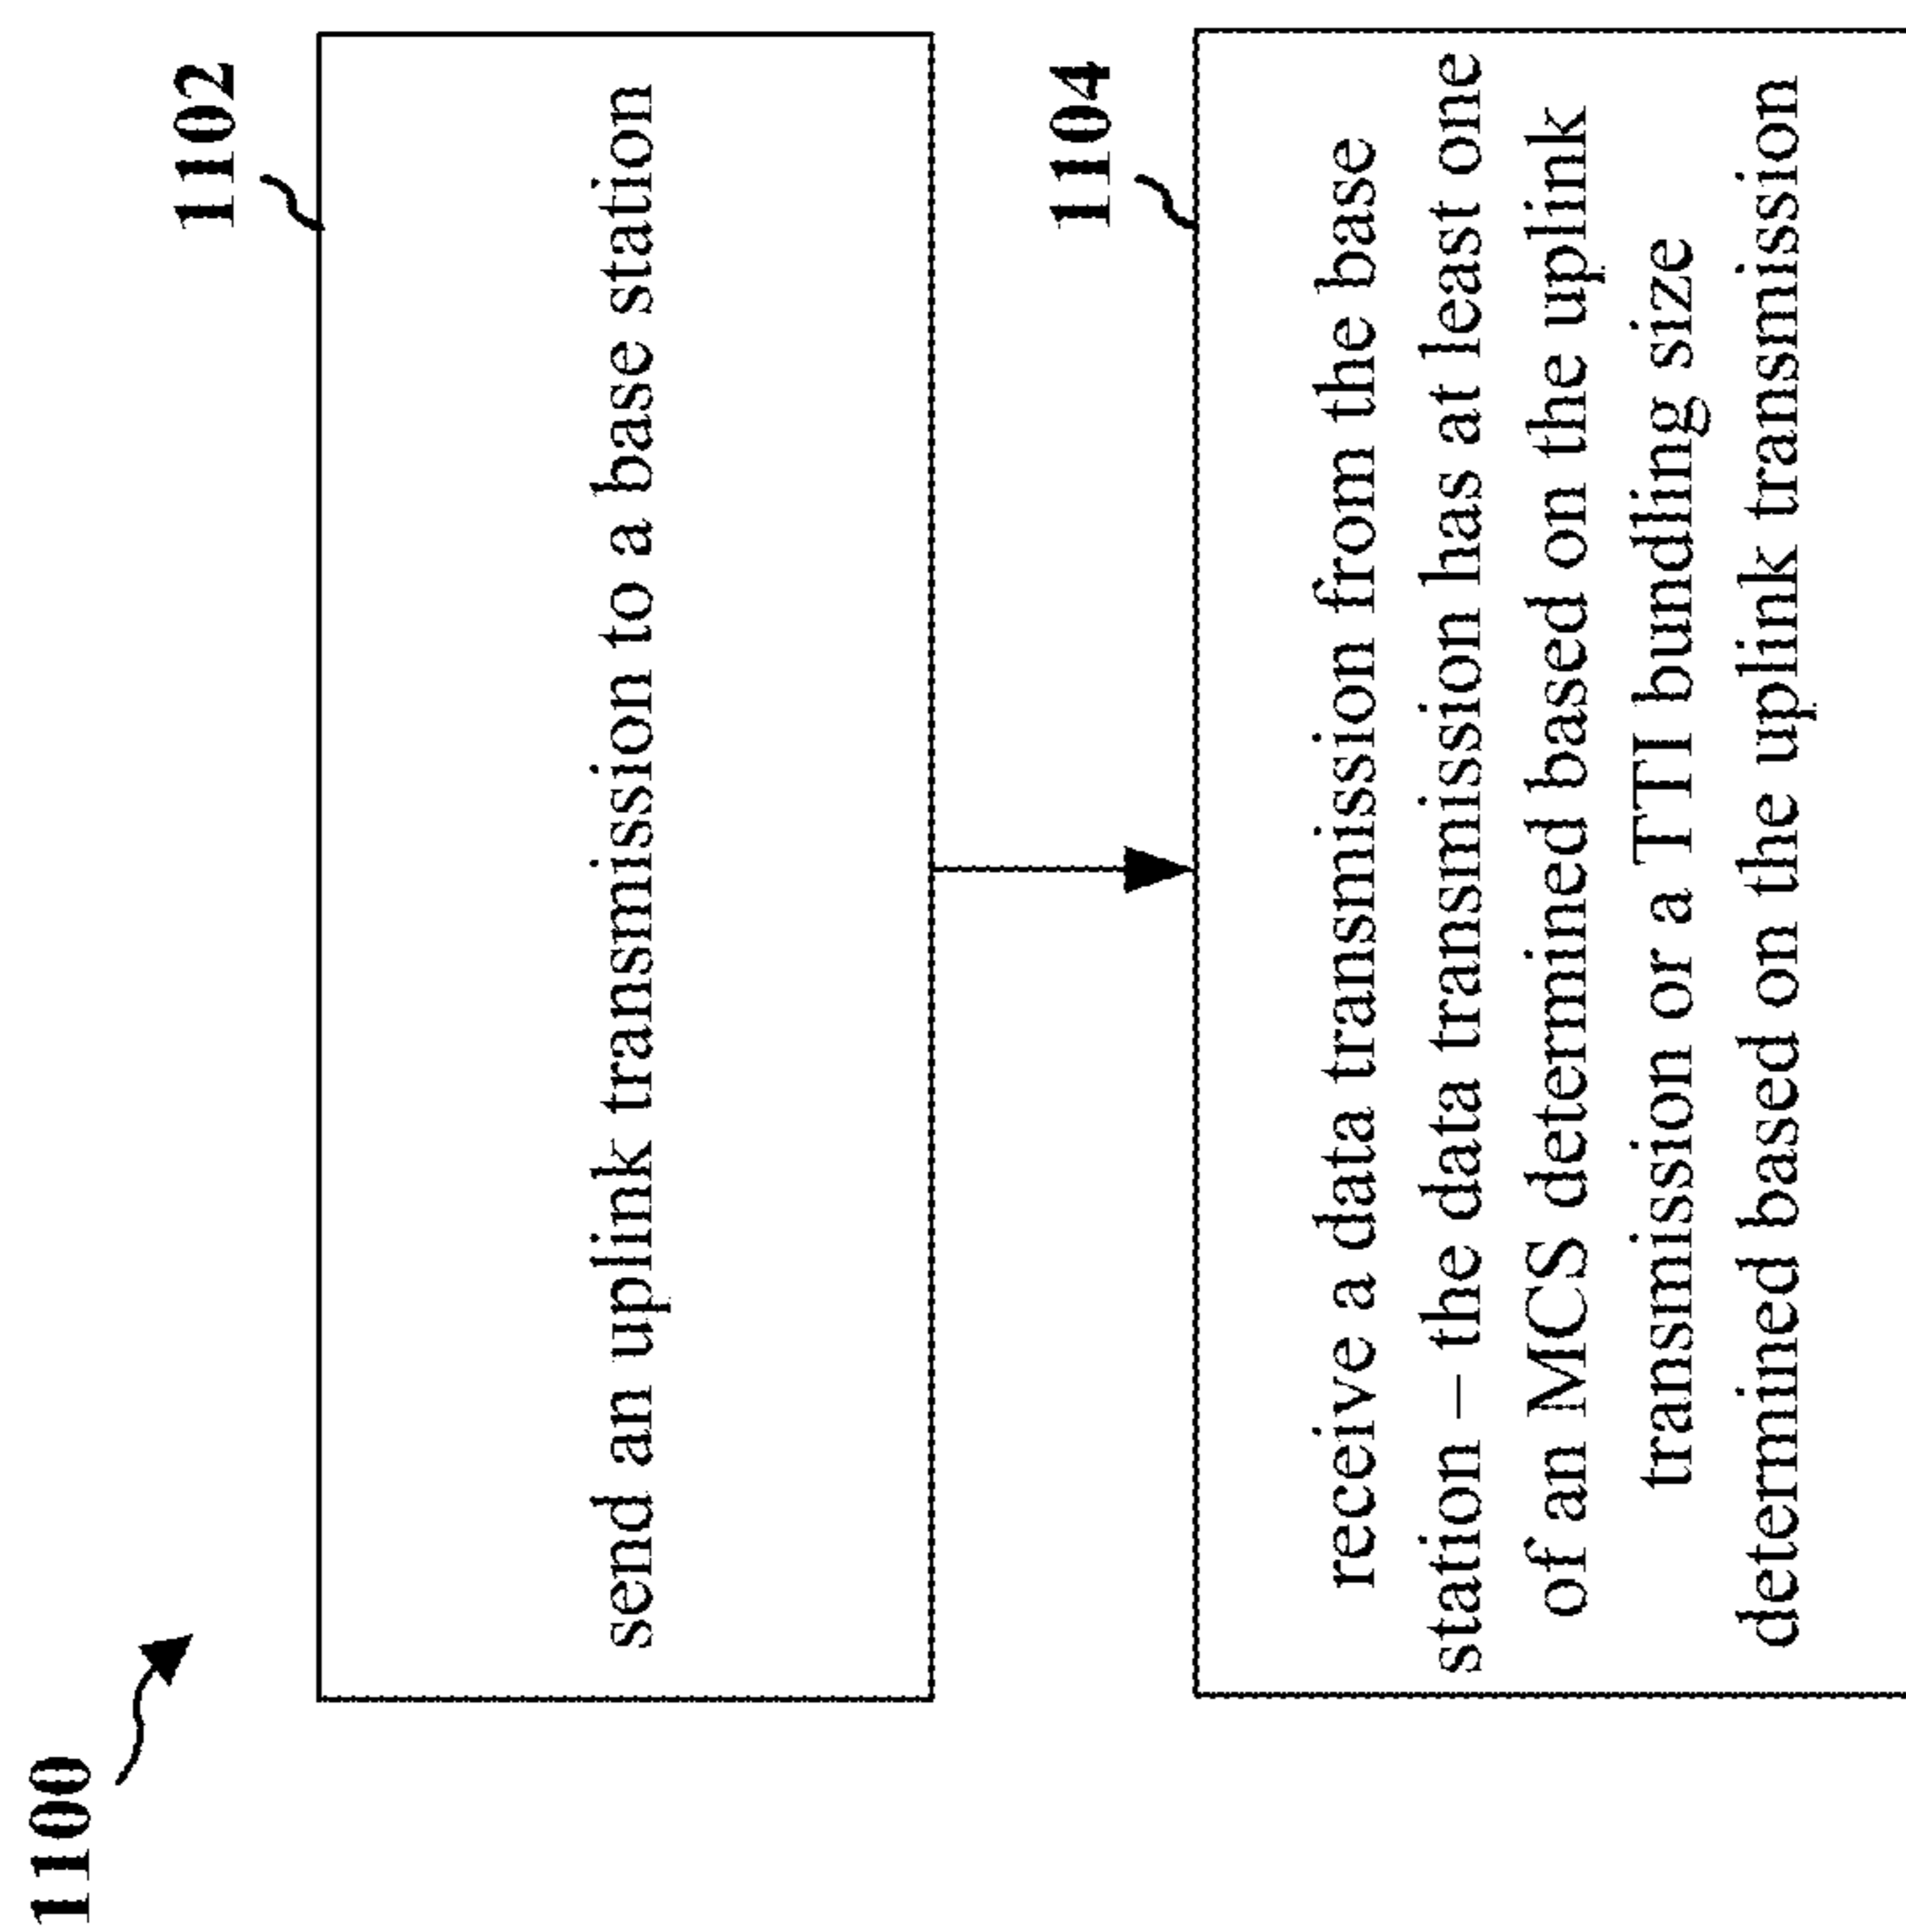 1100
1102
send an uplink transmission to a base station
1104
receive a data transmission from the base
station – the data transmission has at least one
of an MCS determined based on the uplink
transmission or a TTI bundling size
determined based on the uplink transmission